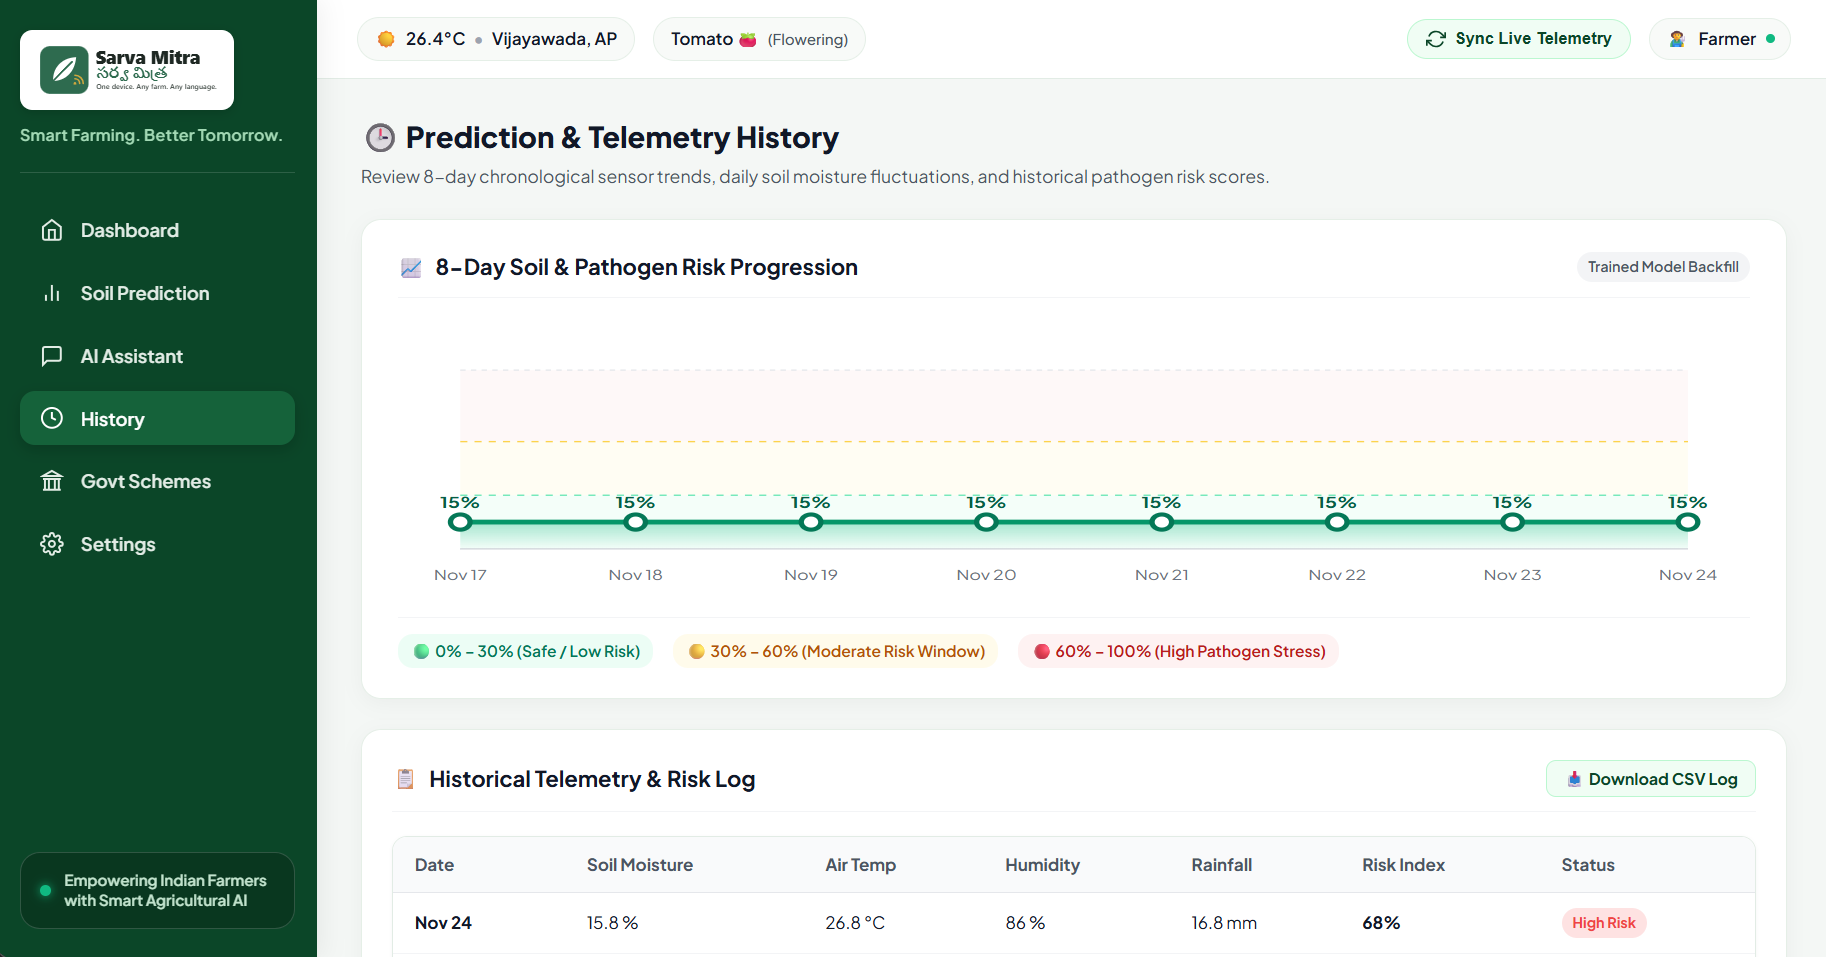 Sarva Mitra
సర్వ మిత్ర
One device. Any farm. Any language.
Smart Farming. Better Tomorrow.
Dashboard
Soil Prediction
AI Assistant
History
Govt Schemes
Settings
Empowering Indian Farmers
with Smart Agricultural AI
26.4°C • Vijayawada, AP
Tomato (Flowering)
Sync Live Telemetry
Farmer
Prediction & Telemetry History
Review 8-day chronological sensor trends, daily soil moisture fluctuations, and historical pathogen risk scores.
8-Day Soil & Pathogen Risk Progression
Trained Model Backfill
15% 15% 15% 15% 15% 15% 15% 15%
Nov 17 Nov 18 Nov 19 Nov 20 Nov 21 Nov 22 Nov 23 Nov 24
0% – 30% (Safe / Low Risk)
30% – 60% (Moderate Risk Window)
60% – 100% (High Pathogen Stress)
Historical Telemetry & Risk Log
Download CSV Log
Date Soil Moisture Air Temp Humidity Rainfall Risk Index Status
Nov 24 15.8 % 26.8 °C 86 % 16.8 mm 68% High Risk